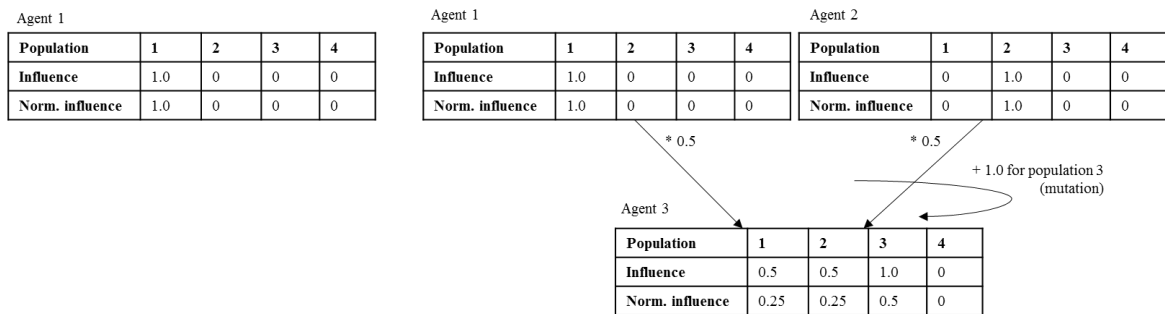 Agent 1
Population 1 2 3 4
Influence 1.0 0 0 0
Norm. influence 1.0 0 0 0
Agent 1
Population 1 2 3 4
Influence 1.0 0 0 0
Norm. influence 1.0 0 0 0
Agent 2
Population 1 2 3 4
Influence 0 1.0 0 0
Norm. influence 0 1.0 0 0
* 0.5
* 0.5
+ 1.0 for population 3
(mutation)
Agent 3
Population 1 2 3 4
Influence 0.5 0.5 1.0 0
Norm. influence 0.25 0.25 0.5 0